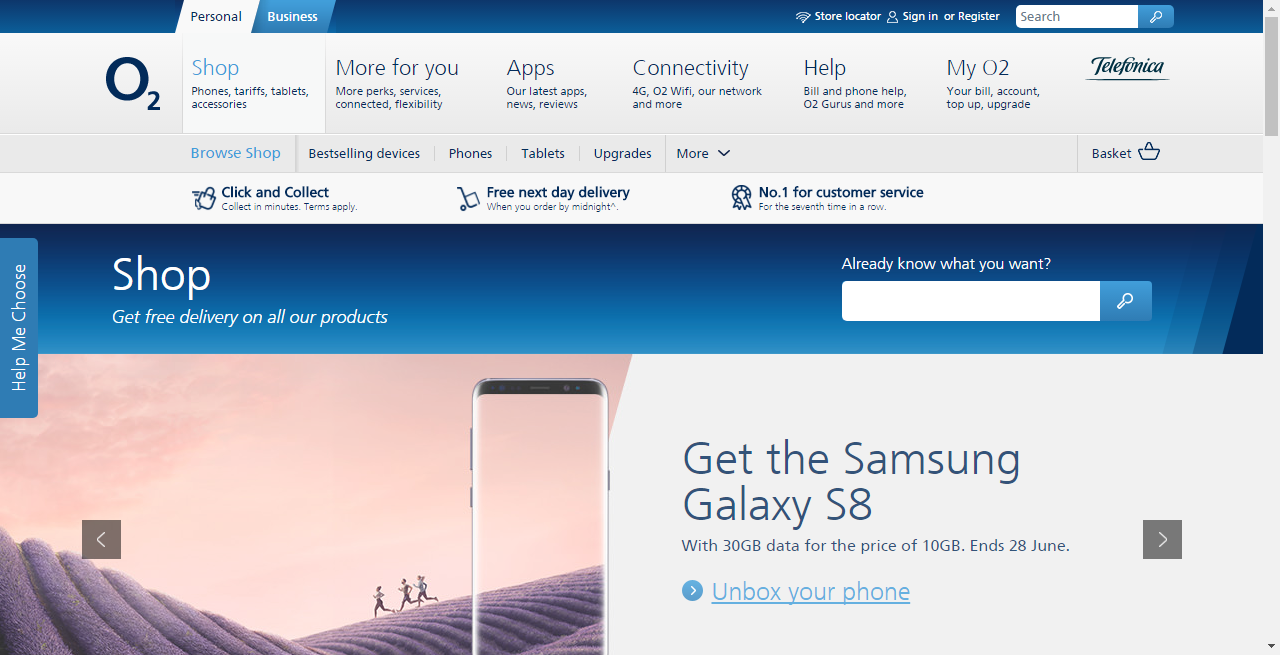 Personal
Business
Store locator
Sign in or Register
Search
O2
Shop
Phones, tariffs, tablets,
accessories
More for you
More perks, services,
connected, flexibility
Apps
Our latest apps,
news, reviews
Connectivity
4G, O2 Wifi, our network
and more
Help
Bill and phone help,
O2 Gurus and more
My O2
Your bill, account,
top up, upgrade
Telefónica
Browse Shop
Bestselling devices
Phones
Tablets
Upgrades
More
Basket
Click and Collect
Collect in minutes. Terms apply.
Free next day delivery
When you order by midnight^.
No.1 for customer service
For the seventh time in a row.
Help Me Choose
Shop
Get free delivery on all our products
Already know what you want?
Get the Samsung
Galaxy S8
With 30GB data for the price of 10GB. Ends 28 June.
Unbox your phone